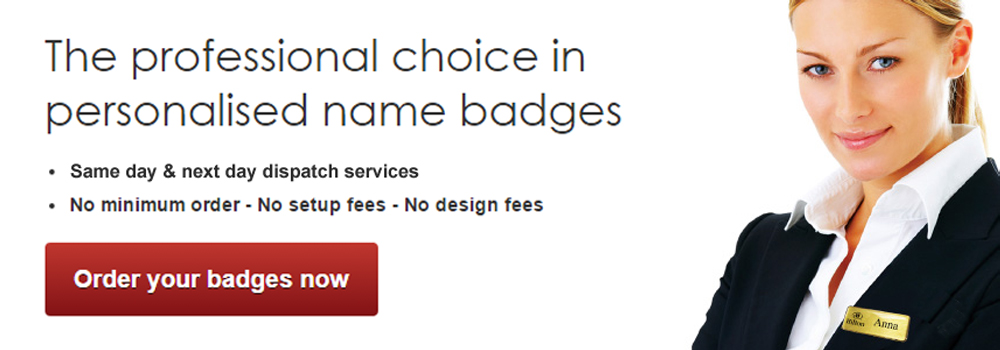 The professional choice in
personalised name badges
• Same day & next day dispatch services
• No minimum order - No setup fees - No design fees
Order your badges now
Hilton Anna